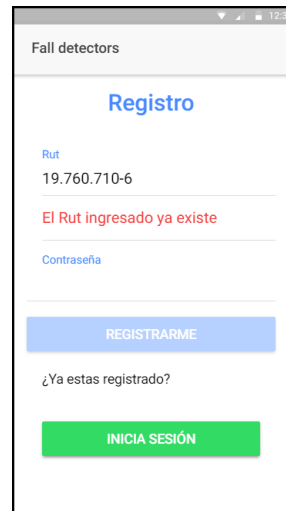 Fall detectors
Registro
Rut
19.760.710-6
El Rut ingresado ya existe
Contraseña
REGISTRARME
¿Ya estas registrado?
INICIA SESIÓN